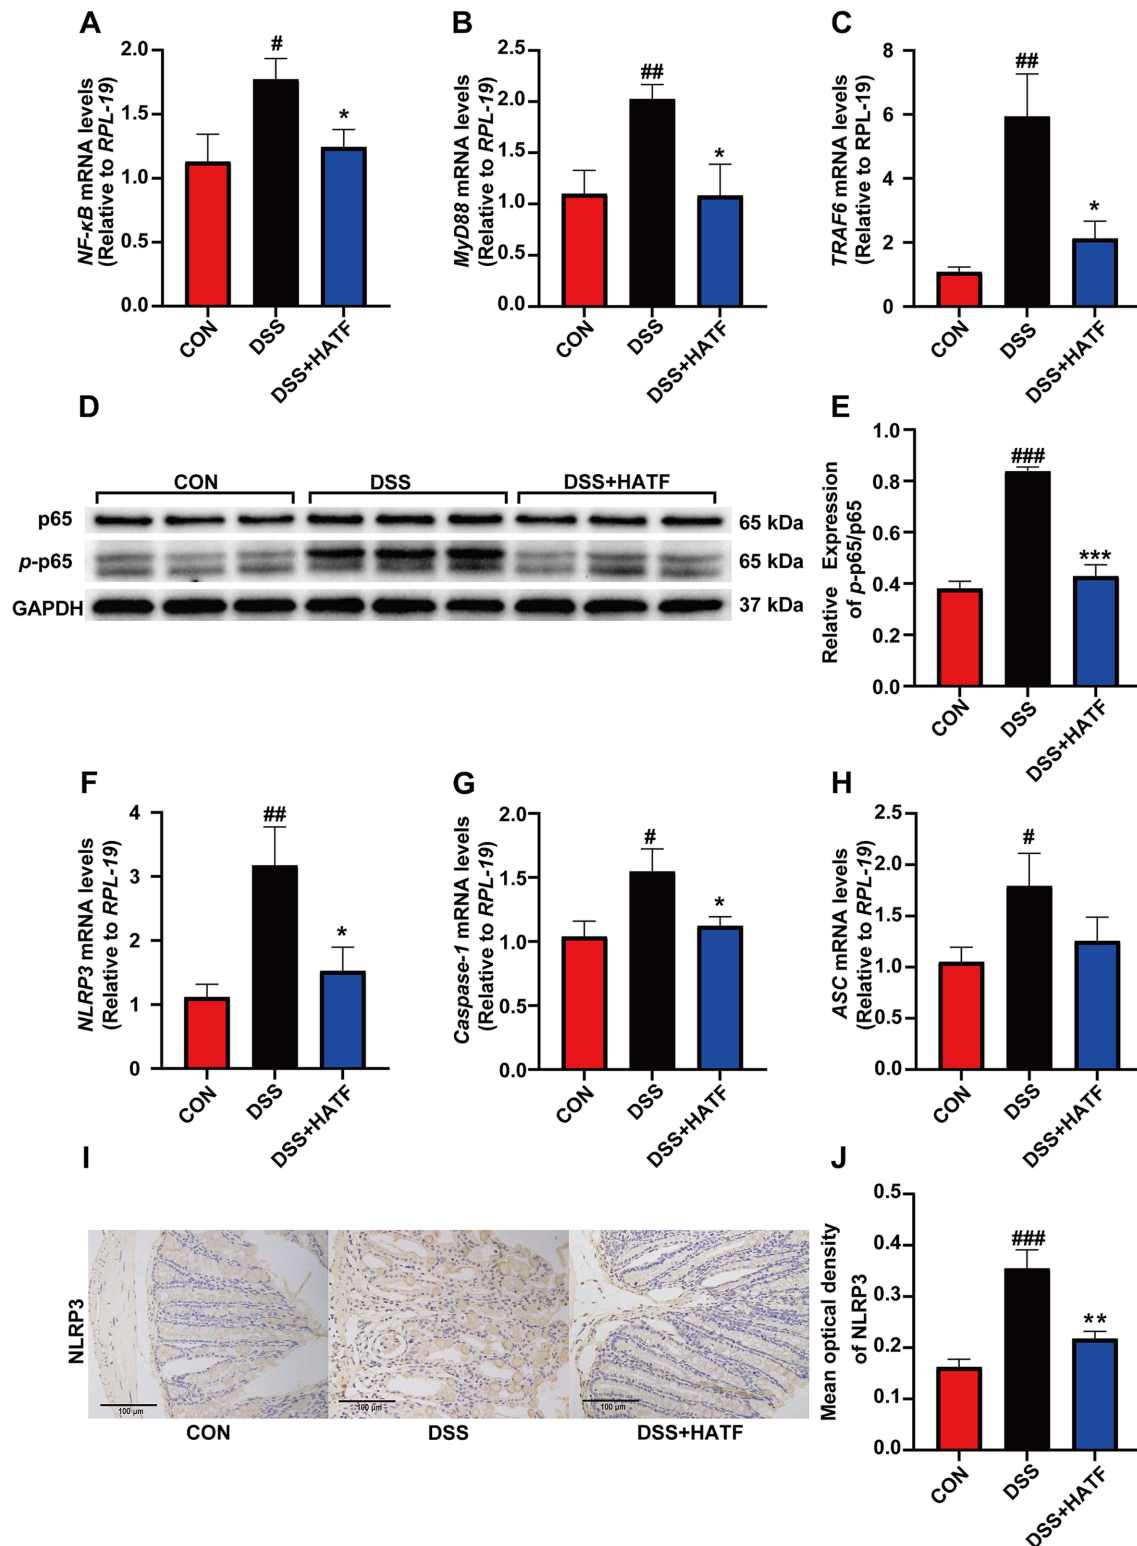 A
NF-κB mRNA levels
(Relative to RPL-19)
2.0
1.5
1.0
0.5
0.0
#
*
CON
DSS
DSS+HATF
B
MyD88 mRNA levels
(Relative to RPL-19)
2.5
2.0
1.5
1.0
0.5
0.0
##
*
CON
DSS
DSS+HATF
C
TRAF6 mRNA levels
(Relative to RPL-19)
8
6
4
2
0
##
*
CON
DSS
DSS+HATF
D
CON
DSS
DSS+HATF
p65
65 kDa
p-p65
65 kDa
GAPDH
37 kDa
E
Relative Expression
of p-p65/p65
1.0
0.8
0.6
0.4
0.2
0.0
###
***
CON
DSS
DSS+HATF
F
NLRP3 mRNA levels
(Relative to RPL-19)
4
3
2
1
0
##
*
CON
DSS
DSS+HATF
G
Caspase-1 mRNA levels
(Relative to RPL-19)
2.0
1.5
1.0
0.5
0.0
#
*
CON
DSS
DSS+HATF
H
ASC mRNA levels
(Relative to RPL-19)
2.5
2.0
1.5
1.0
0.5
0.0
#
CON
DSS
DSS+HATF
I
NLRP3
100 μm
100 μm
100 μm
CON
DSS
DSS+HATF
J
Mean optical density
of NLRP3
0.5
0.4
0.3
0.2
0.1
0.0
###
**
CON
DSS
DSS+HATF